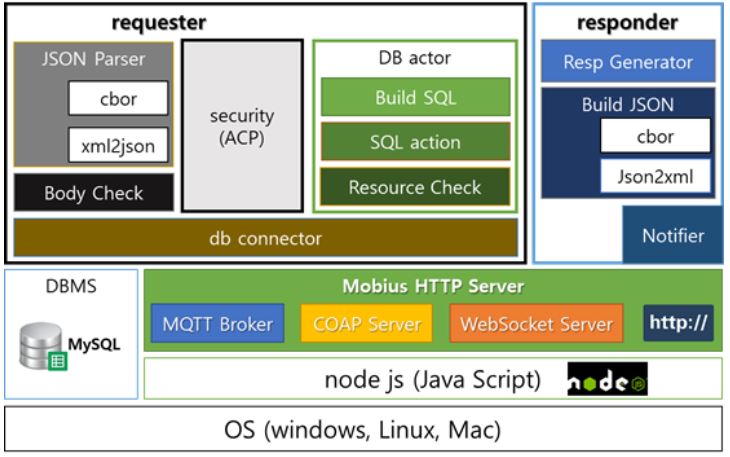 requester
JSON Parser
cbor
xml2json
Body Check
security
(ACP)
DB actor
Build SQL
SQL action
Resource Check
db connector
responder
Resp Generator
Build JSON
cbor
Json2xml
Notifier
DBMS
MySQL
Mobius HTTP Server
MQTT Broker
COAP Server
WebSocket Server
http://
node js (Java Script)
node JS
OS (windows, Linux, Mac)